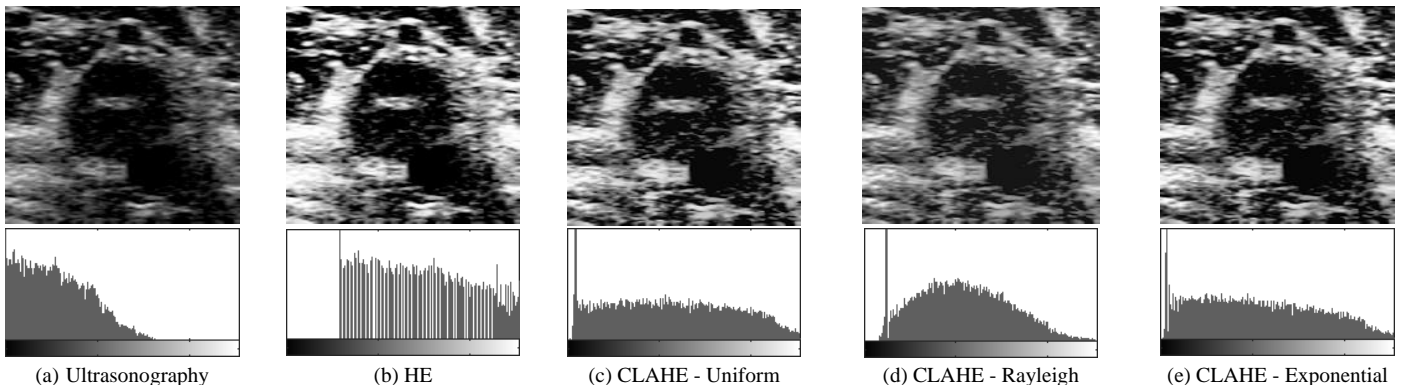 (a) Ultrasonography
(b) HE
(c) CLAHE - Uniform
(d) CLAHE - Rayleigh
(e) CLAHE - Exponential